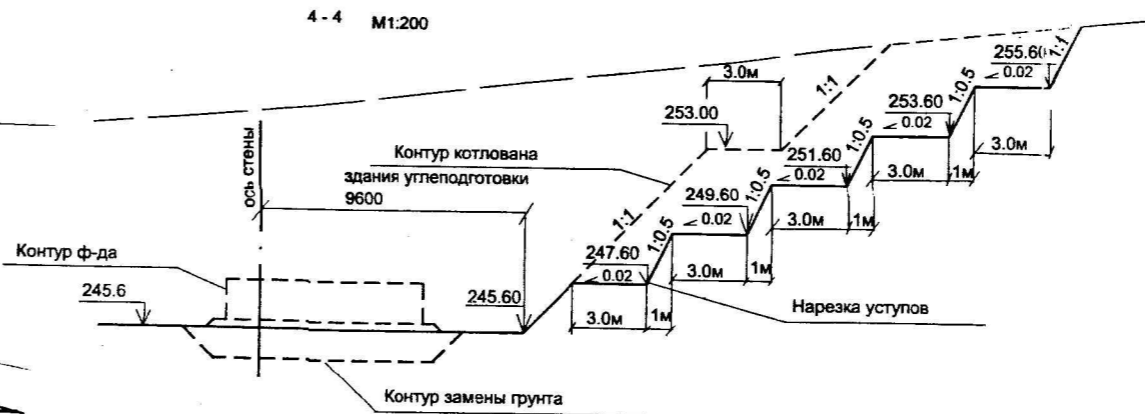 4 - 4 М1:200
1:1
255.60
0.02
3.0м
1:1
1:0.5
253.60
0.02
3.0м
253.00
1:0.5
251.60
0.02
3.0м
1м
ось стены
Контур котлована
здания углеподготовки
9600
1:0.5
249.60
0.02
3.0м
1м
1:1
1:0.5
247.60
0.02
3.0м
1м
Контур ф-да
245.6
245.60
3.0м
1м
Нарезка уступов
Контур замены грунта